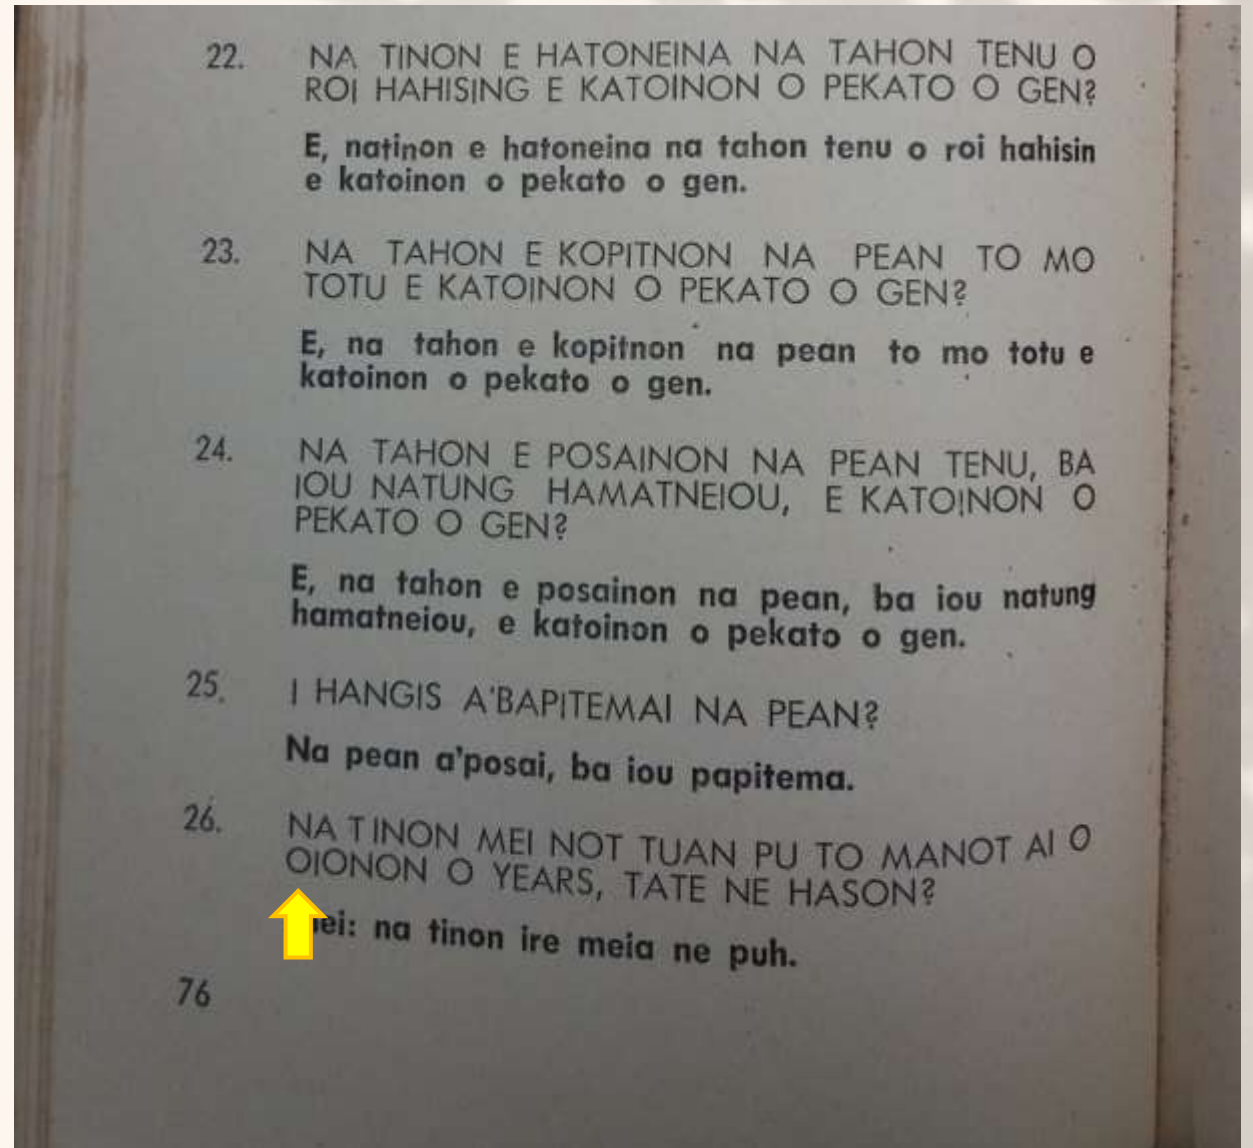 22. NA TINON E HATONEINA NA TAHON TENU O
ROI HAHISING E KATOINON O PEKATO O GEN?
E, natinon e hatoneina na tahon tenu o roi hahisin
e katoinon o pekato o gen.
23. NA TAHON E KOPITNON NA PEAN TO MO
TOTU E KATOINON O PEKATO O GEN?
E, na tahon e kopitnon na pean to mo totu e
katoinon o pekato o gen.
24. NA TAHON E POSAINON NA PEAN TENU, BA
IOU NATUNG HAMATNEIOU, E KATOINON O
PEKATO O GEN?
E, na tahon e posainon na pean, ba iou natung
hamatneiou, e katoinon o pekato o gen.
25. I HANGIS A'BAPITEMAI NA PEAN?
Na pean a'posai, ba iou papitema.
26. NA TINON MEI NOT TUAN PU TO MANOT AI O
OIONON O YEARS, TATE NE HASON?
na tinon ire meia ne puh.
76